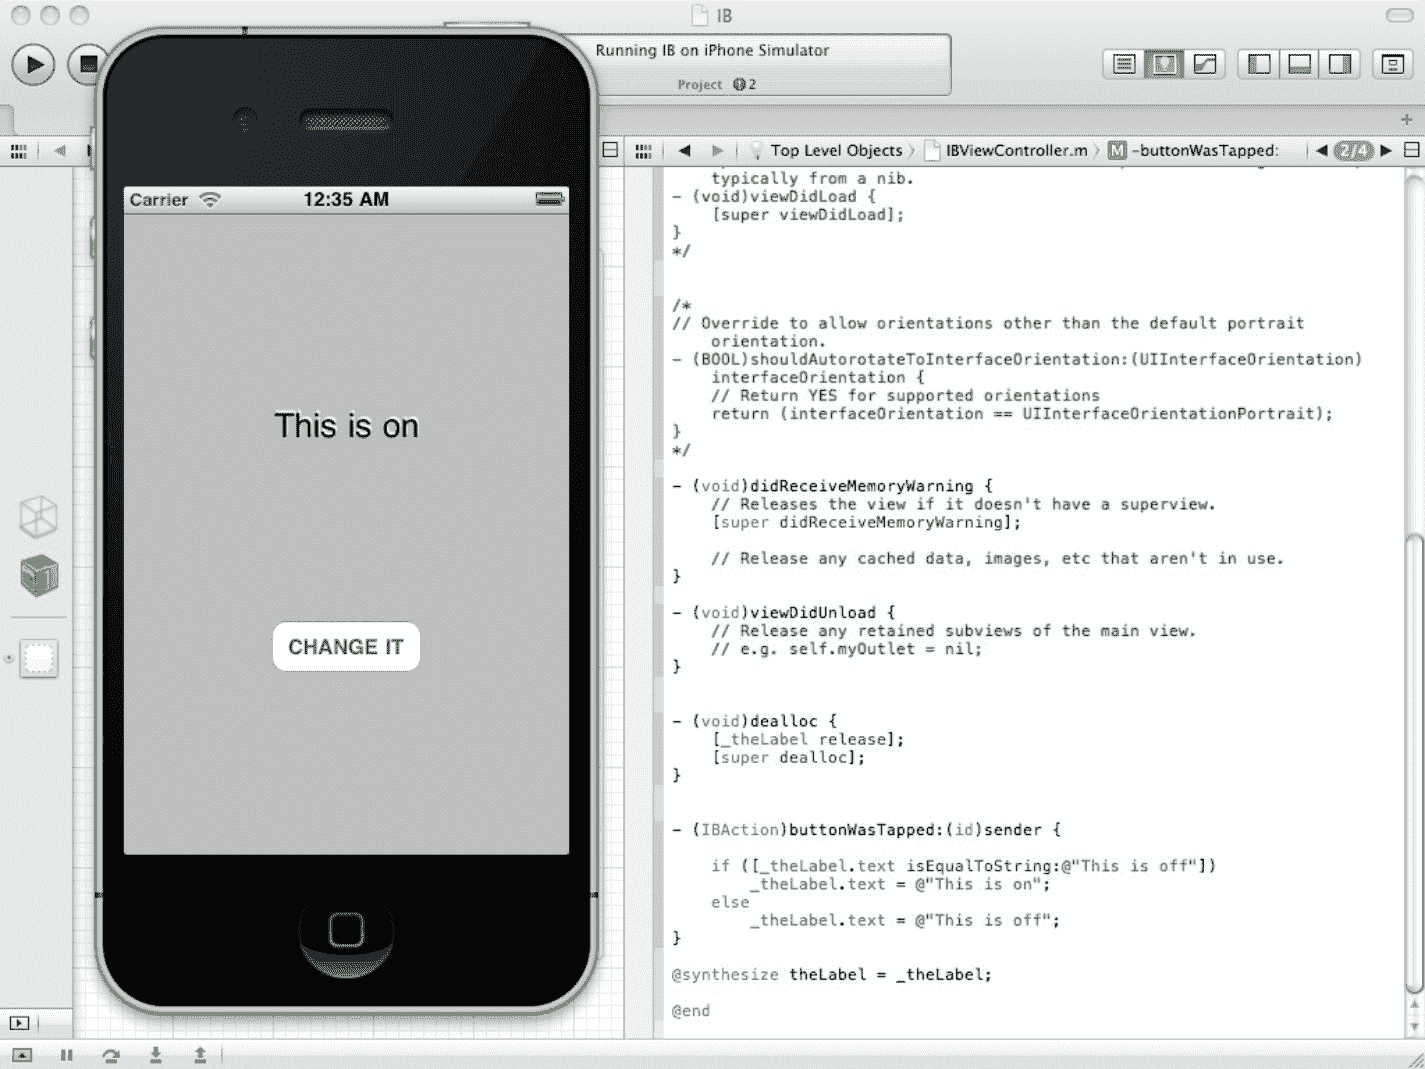 IB
Running IB on iPhone Simulator
Project 2
Top Level Objects IBViewController.m M -buttonWasTapped: 2/4
Carrier 12:35 AM
This is on
CHANGE IT
typically from a nib.
- (void)viewDidLoad {
[super viewDidLoad];
}
*/
/*
// Override to allow orientations other than the default portrait
orientation.
- (BOOL)shouldAutorotateToInterfaceOrientation:(UIInterfaceOrientation)
interfaceOrientation {
// Return YES for supported orientations
return (interfaceOrientation == UIInterfaceOrientationPortrait);
}
*/
- (void)didReceiveMemoryWarning {
// Releases the view if it doesn't have a superview.
[super didReceiveMemoryWarning];
// Release any cached data, images, etc that aren't in use.
}
- (void)viewDidUnload {
// Release any retained subviews of the main view.
// e.g. self.myOutlet = nil;
}
- (void)dealloc {
[_theLabel release];
[super dealloc];
}
- (IBAction)buttonWasTapped:(id)sender {
if ([_theLabel.text isEqualToString:@"This is off"])
_theLabel.text = @"This is on";
else
_theLabel.text = @"This is off";
}
@synthesize theLabel = _theLabel;
@end